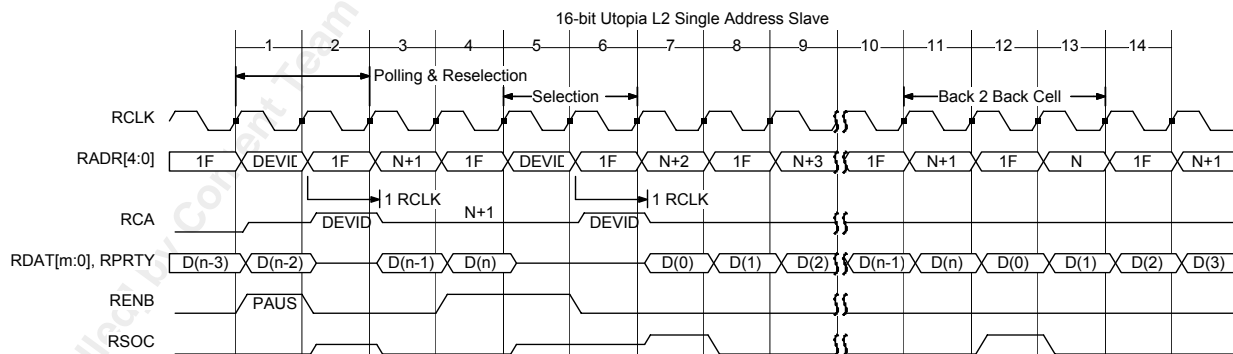 16-bit Utopia L2 Single Address Slave
1 2 3 4 5 6 7 8 9 10 11 12 13 14
Polling & Reselection
Selection
Back 2 Back Cell
RCLK
RADR[4:0] 1F DEVID 1F N+1 1F DEVID 1F N+2 1F N+3 1F N+1 1F N 1F N+1
1 RCLK 1 RCLK
RCA DEVID N+1 DEVID
RDAT[m:0], RPRTY D(n-3) D(n-2) D(n-1) D(n) D(0) D(1) D(2) D(n-1) D(n) D(0) D(1) D(2) D(3)
RENB PAUS
RSOC
by Content Team